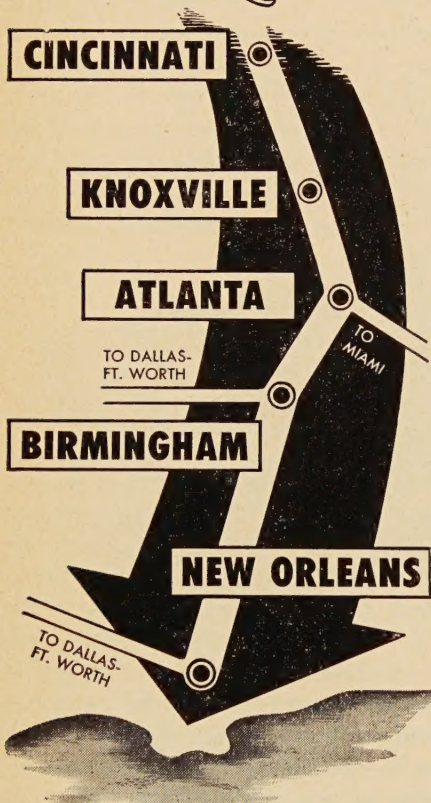 CINCINNATI
KNOXVILLE
ATLANTA
TO
MIAMI
TO DALLAS-
FT. WORTH
BIRMINGHAM
NEW ORLEANS
TO DALLAS-
FT. WORTH